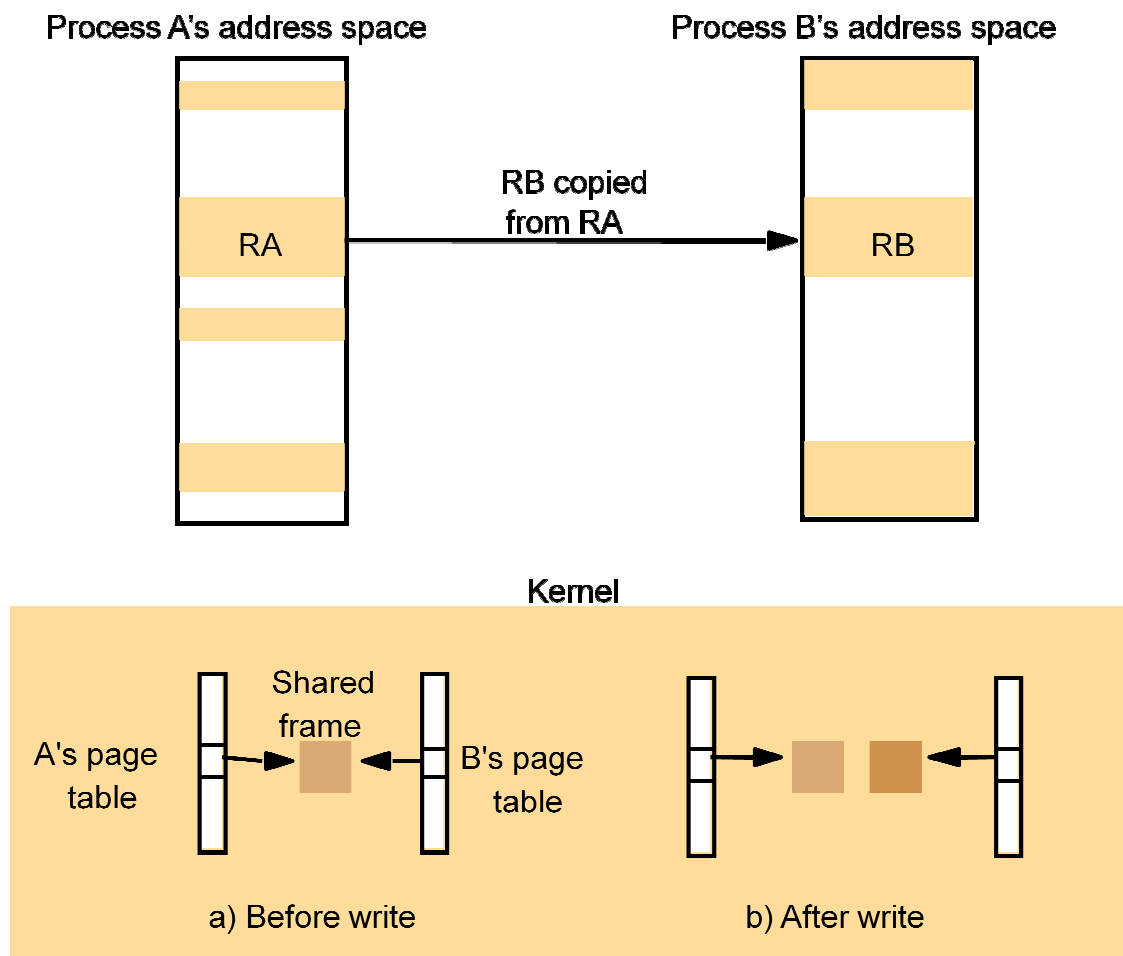 Process A’s address space
Process B’s address space
RB copied
from RA
RA
RB
Kernel
Shared
frame
A's page
table
B's page
table
a) Before write
b) After write